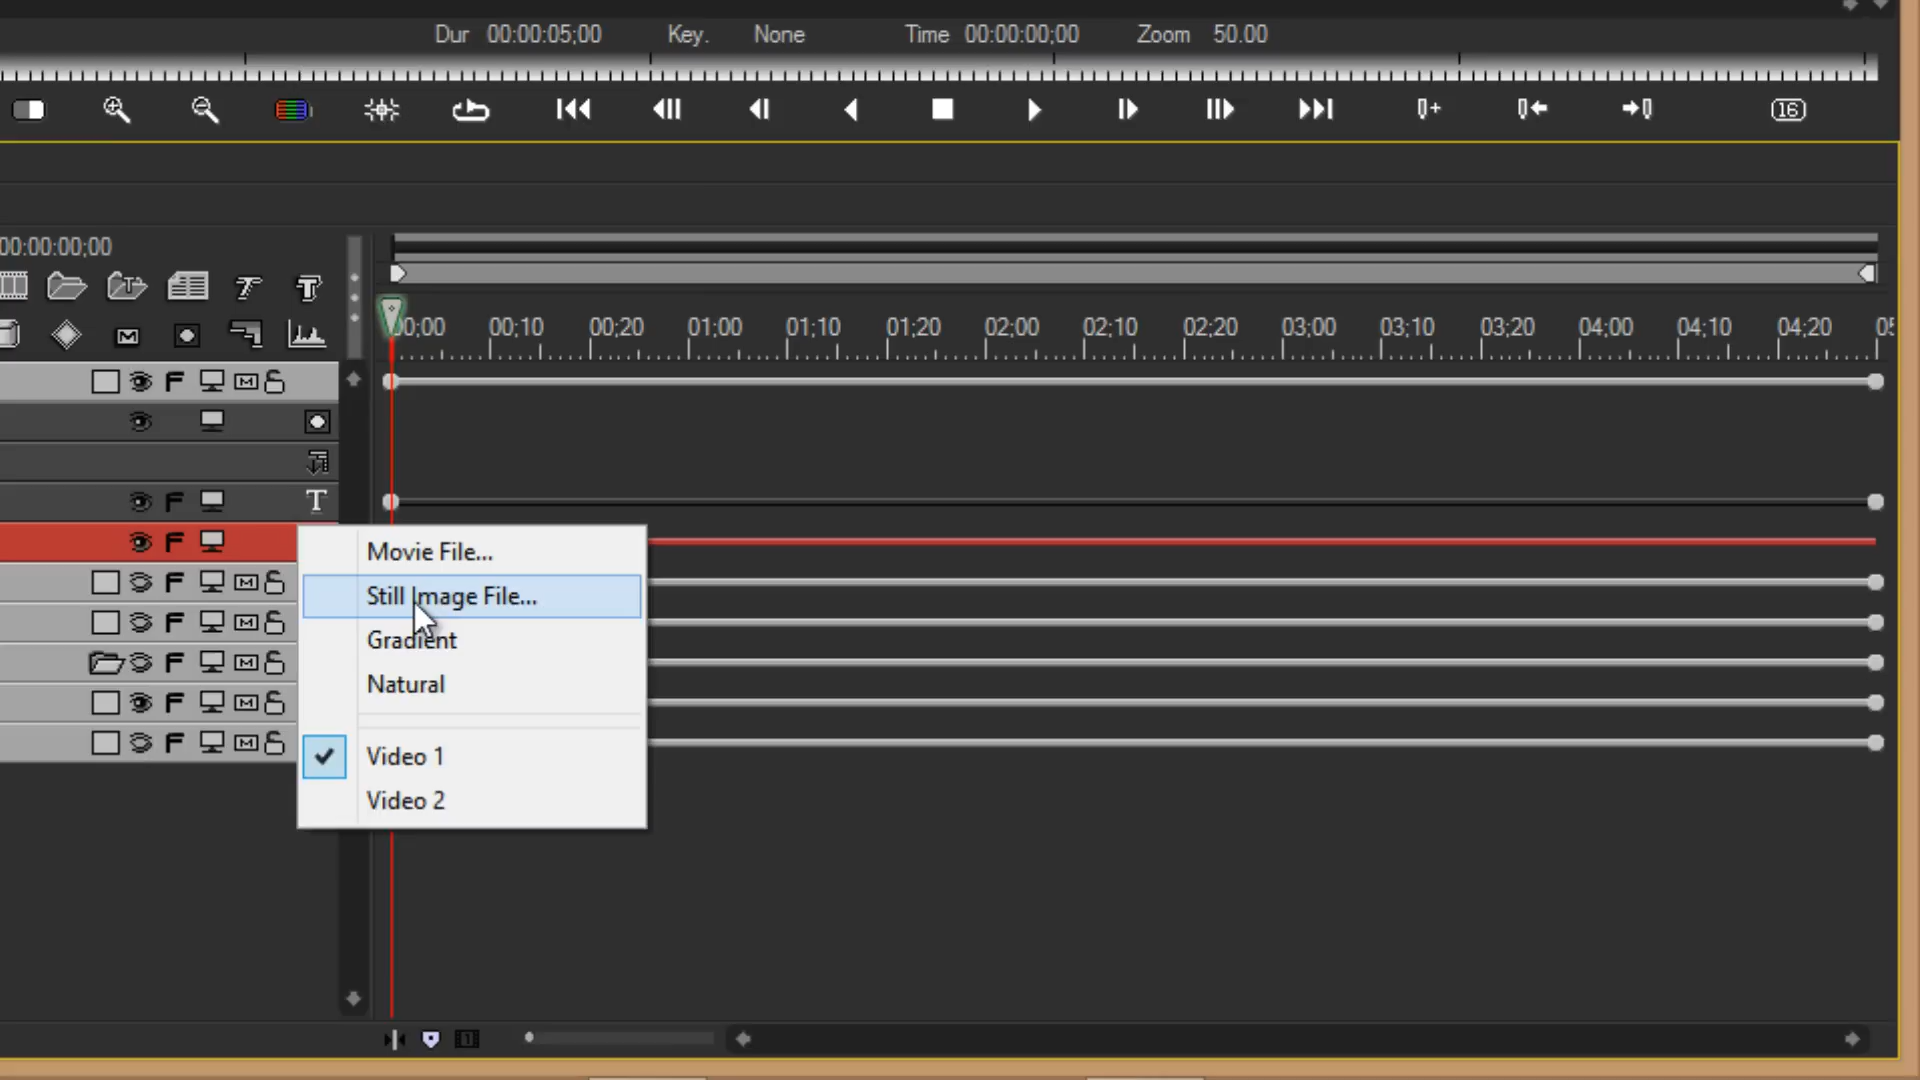 Dur 00:00:05;00 Key. None Time 00:00:00;00 Zoom 50.00
16
00:00:00;00
00:00 00;10 00;20 01;00 01;10 01;20 02;00 02;10 02;20 03;00 03;10 03;20 04;00 04;10 04;20
F M
T
F T
F
Movie File...
Still Image File...
Gradient
Natural
Video 1
Video 2
F M
F M
F M
F M
F M
1